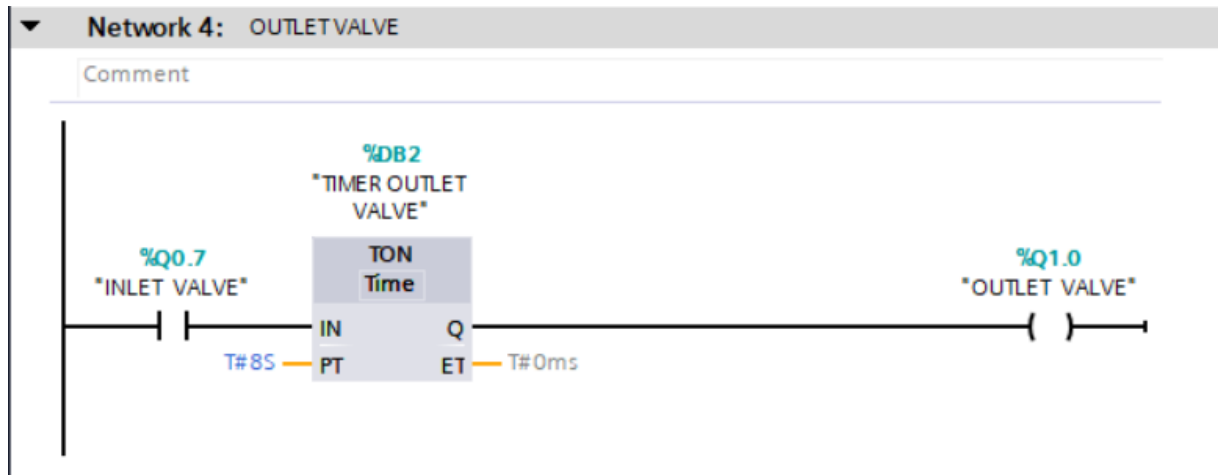 Network 4: OUTLET VALVE
Comment
%DB2
"TIMER OUTLET
VALVE"
TON
Time
%Q0.7
"INLET VALVE"
IN
Q
T#8S
PT
ET
T#0ms
%Q1.0
"OUTLET VALVE"